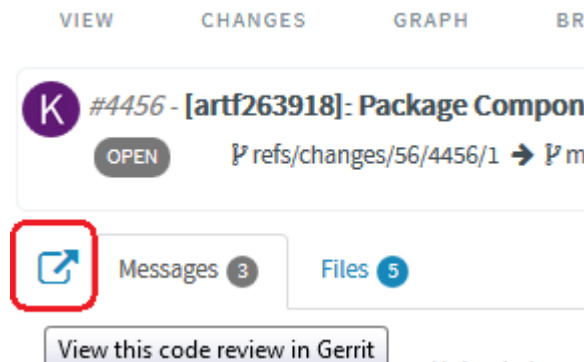 VIEW CHANGES GRAPH
K #4456 - [artf263918]: Package
OPEN refs/changes/56/4456/1
Messages 3 Files 5
View this code review in Gerrit